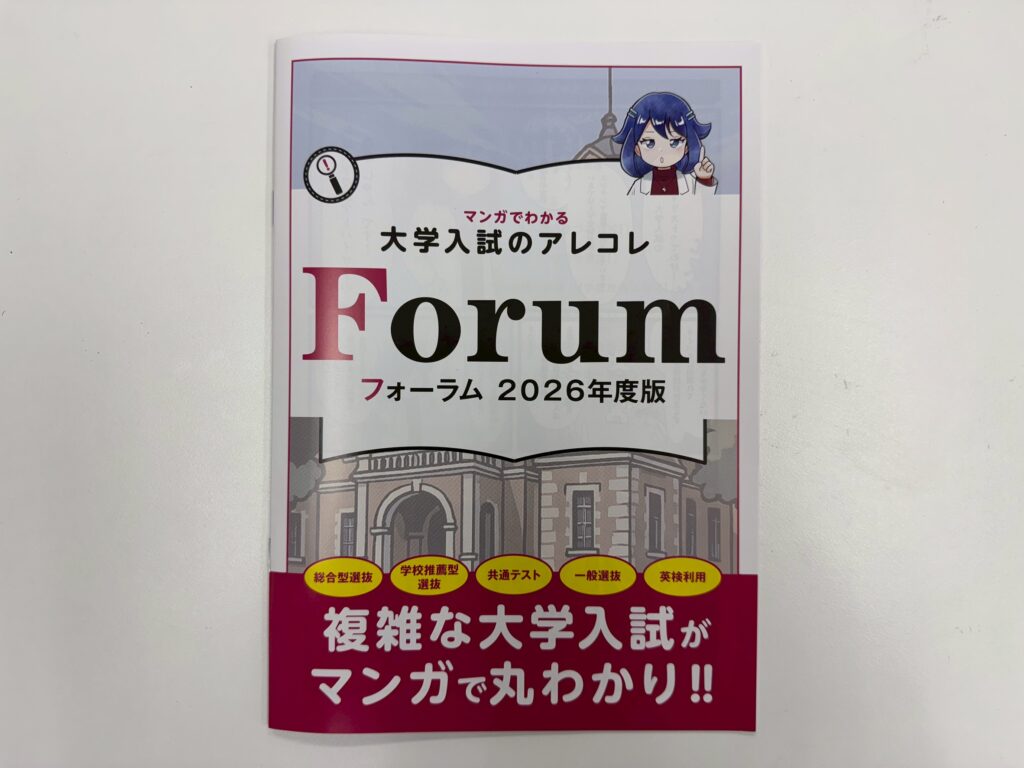 マンガでわかる
大学入試のアレコレ
Forum
フォーラム 2026年度版
総合型選抜
学校推薦型
選抜
共通テスト
一般選抜
英検利用
複雑な大学入試が
マンガで丸わかり!!